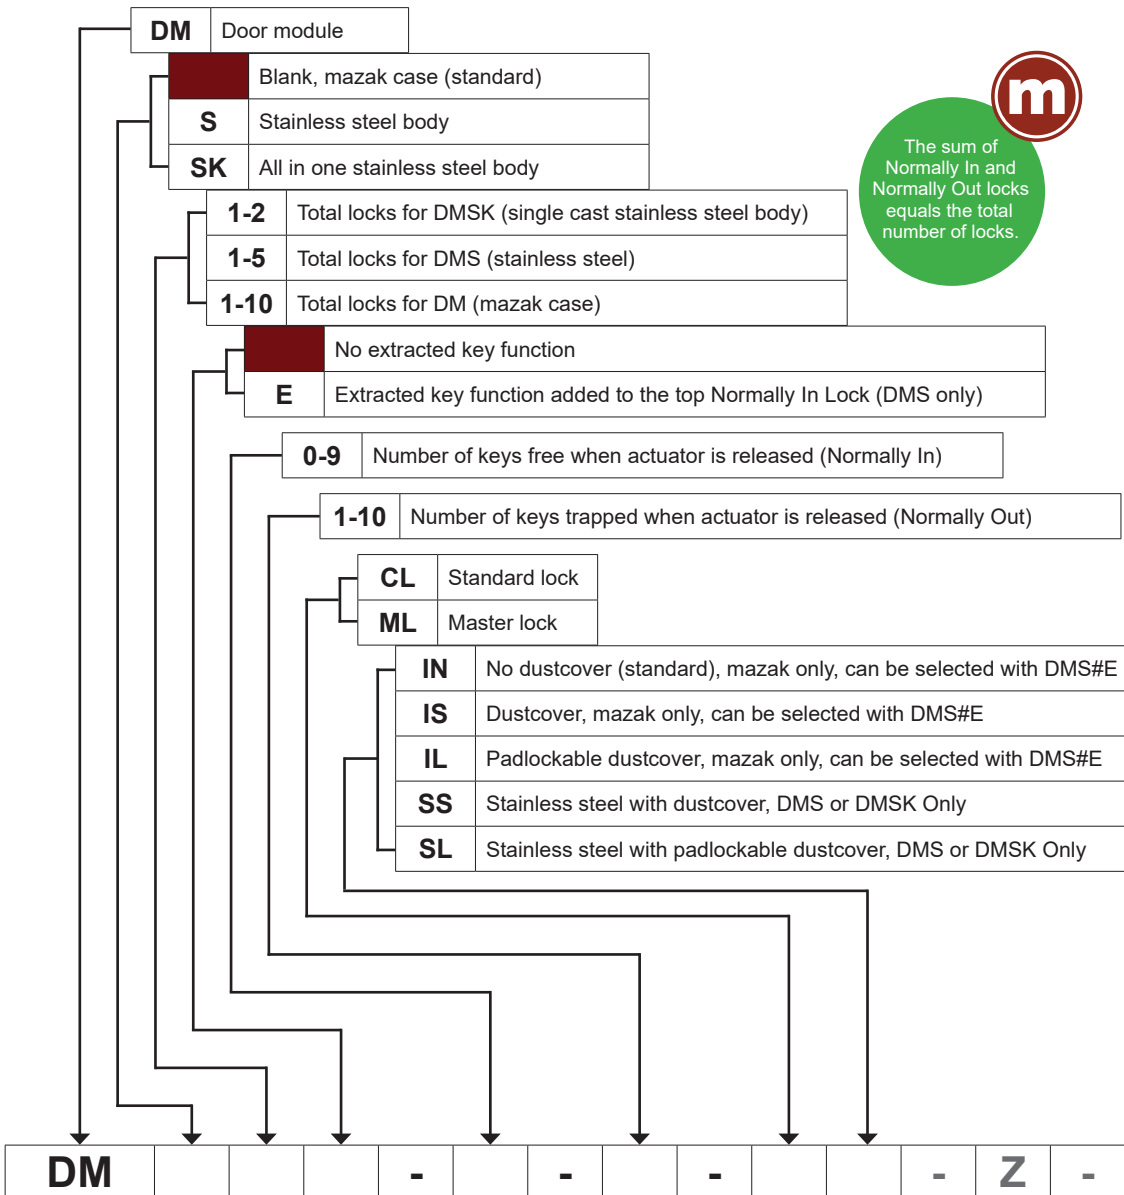 DM Door module
Blank, mazak case (standard)
S Stainless steel body
SK All in one stainless steel body
m
The sum of
Normally In and
Normally Out locks
equals the total
number of locks.
1-2 Total locks for DMSK (single cast stainless steel body)
1-5 Total locks for DMS (stainless steel)
1-10 Total locks for DM (mazak case)
No extracted key function
E Extracted key function added to the top Normally In Lock (DMS only)
0-9 Number of keys free when actuator is released (Normally In)
1-10 Number of keys trapped when actuator is released (Normally Out)
CL Standard lock
ML Master lock
IN No dustcover (standard), mazak only, can be selected with DMS#E
IS Dustcover, mazak only, can be selected with DMS#E
IL Padlockable dustcover, mazak only, can be selected with DMS#E
SS Stainless steel with dustcover, DMS or DMSK Only
SL Stainless steel with padlockable dustcover, DMS or DMSK Only
DM - - - - Z -